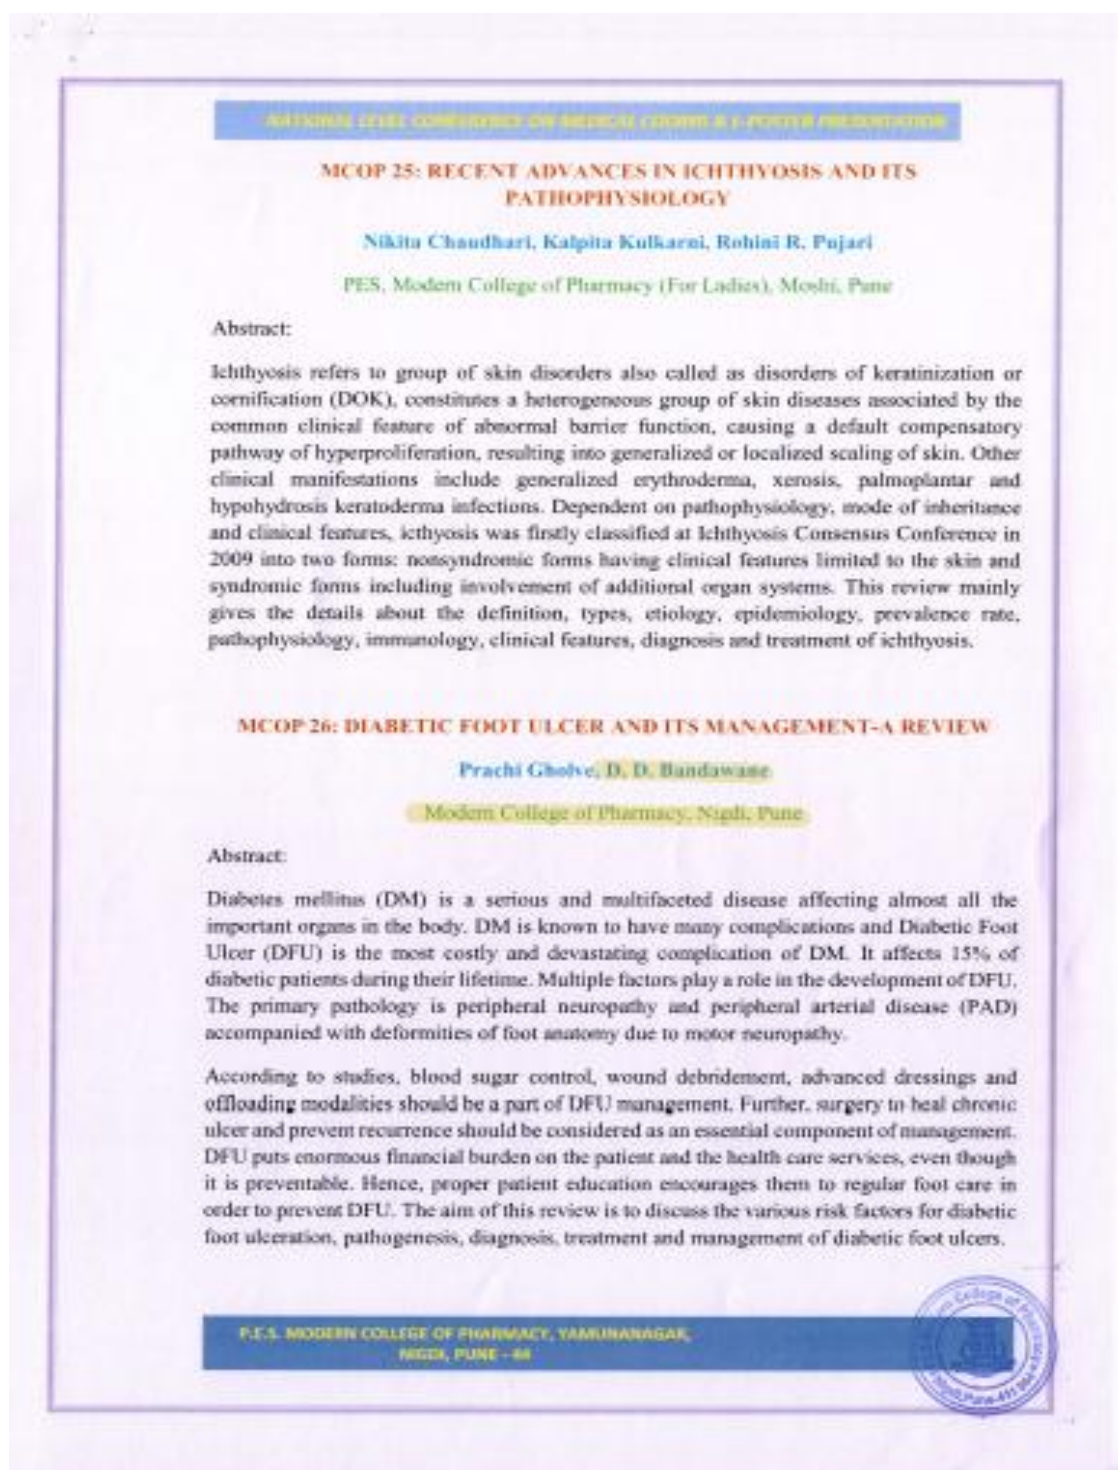 NATIONAL LEVEL CONFERENCE ON MEDICAL CODING & E-POSTER PRESENTATION
MCOP 25: RECENT ADVANCES IN ICHTHYOSIS AND ITS
PATHOPHYSIOLOGY
Nikita Chaudhari, Kalpita Kulkarni, Rohini R. Pujari
PES, Modern College of Pharmacy (For Ladies), Moshi, Pune
Abstract:
Ichthyosis refers to group of skin disorders also called as disorders of keratinization or
cornification (DOK), constitutes a heterogeneous group of skin diseases associated by the
common clinical feature of abnormal barrier function, causing a default compensatory
pathway of hyperproliferation, resulting into generalized or localized scaling of skin. Other
clinical manifestations include generalized erythroderma, xerosis, palmoplantar and
hypohydrosis keratoderma infections. Dependent on pathophysiology, mode of inheritance
and clinical features, icthyosis was firstly classified at Ichthyosis Consensus Conference in
2009 into two forms: nonsyndromic forms having clinical features limited to the skin and
syndromic forms including involvement of additional organ systems. This review mainly
gives the details about the definition, types, etiology, epidemiology, prevalence rate,
pathophysiology, immunology, clinical features, diagnosis and treatment of ichthyosis.
MCOP 26: DIABETIC FOOT ULCER AND ITS MANAGEMENT-A REVIEW
Prachi Gholve, D. D. Bandawane
Modern College of Pharmacy, Nigdi, Pune
Abstract:
Diabetes mellitus (DM) is a serious and multifaceted disease affecting almost all the
important organs in the body. DM is known to have many complications and Diabetic Foot
Ulcer (DFU) is the most costly and devastating complication of DM. It affects 15% of
diabetic patients during their lifetime. Multiple factors play a role in the development of DFU.
The primary pathology is peripheral neuropathy and peripheral arterial disease (PAD)
accompanied with deformities of foot anatomy due to motor neuropathy.
According to studies, blood sugar control, wound debridement, advanced dressings and
offloading modalities should be a part of DFU management. Further, surgery to heal chronic
ulcer and prevent recurrence should be considered as an essential component of management.
DFU puts enormous financial burden on the patient and the health care services, even though
it is preventable. Hence, proper patient education encourages them to regular foot care in
order to prevent DFU. The aim of this review is to discuss the various risk factors for diabetic
foot ulceration, pathogenesis, diagnosis, treatment and management of diabetic foot ulcers.
P.E.S. MODERN COLLEGE OF PHARMACY, YAMUNANAGAR,
NIGDI, PUNE - 44
College of